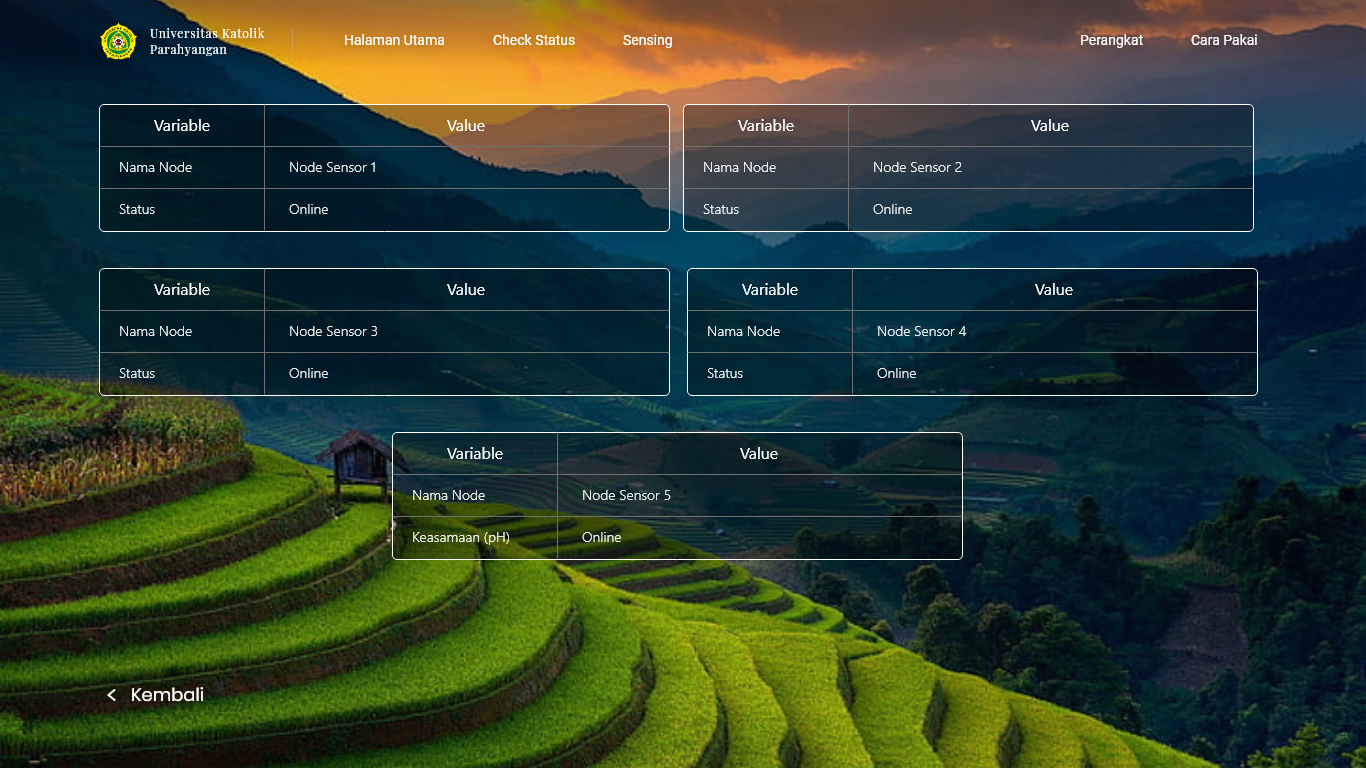 Universitas Katolik
Parahyangan
Halaman Utama Check Status Sensing Perangkat Cara Pakai
Variable Value
Nama Node Node Sensor 1
Status Online
Variable Value
Nama Node Node Sensor 2
Status Online
Variable Value
Nama Node Node Sensor 3
Status Online
Variable Value
Nama Node Node Sensor 4
Status Online
Variable Value
Nama Node Node Sensor 5
Keasamaan (pH) Online
< Kembali